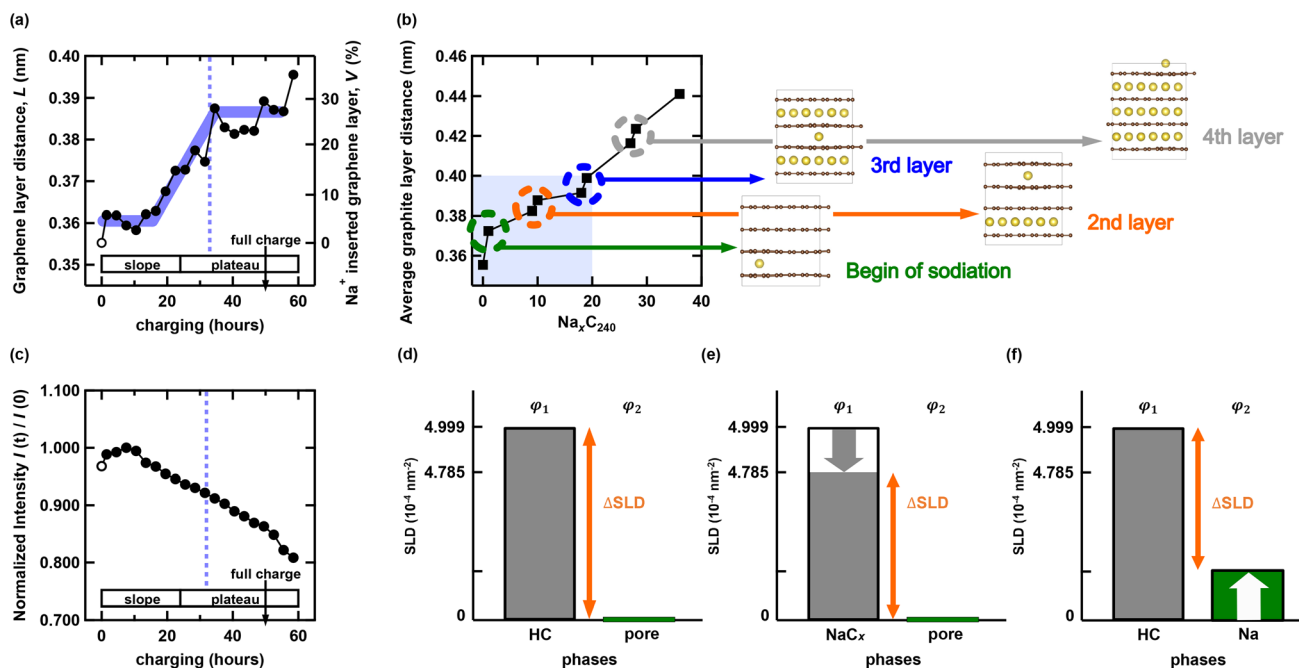 (a)
Graphene layer distance, L (nm)
0.40
0.39
0.38
0.37
0.36
0.35
30
20
10
0
Na⁺ inserted graphene layer, V (%)
full charge
slope
plateau
0
20
40
60
charging (hours)
(b)
Average graphite layer distance (nm)
0.46
0.44
0.42
0.40
0.38
0.36
0
10
20
30
40
NaₓC₂₄₀
4th layer
3rd layer
2nd layer
Begin of sodiation
(c)
Normalized Intensity I (t) / I (0)
1.100
1.000
0.900
0.800
0.700
full charge
slope
plateau
0
20
40
60
charging (hours)
(d)
SLD (10⁻⁴ nm⁻²)
φ₁
φ₂
4.999
4.785
ΔSLD
0
HC
pore
phases
(e)
SLD (10⁻⁴ nm⁻²)
φ₁
φ₂
4.999
4.785
ΔSLD
0
NaCₓ
pore
phases
(f)
SLD (10⁻⁴ nm⁻²)
φ₁
φ₂
4.999
4.785
ΔSLD
0
HC
Na
phases